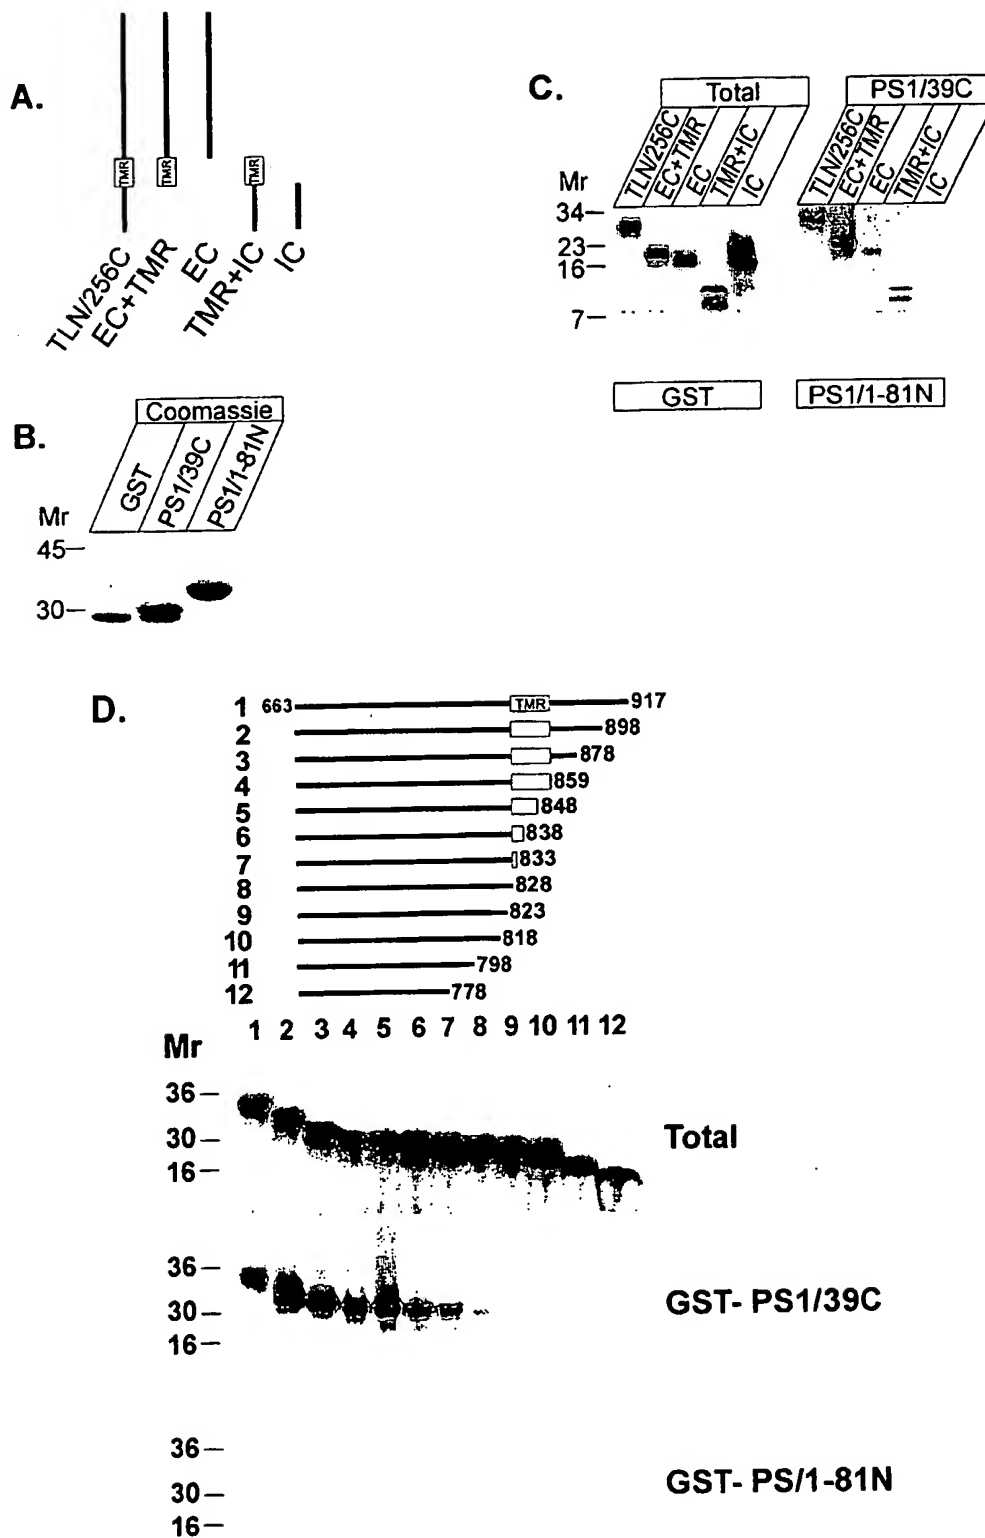 A.
TMR
TMR
TMR
TLN/256C
EC+TMR
EC
TMR+IC
IC
B.
Coomassie
GST
PS1/39C
PS1/1-81N
Mr
45
30
C.
Total
PS1/39C
TLN/256C
EC+TMR
EC
TMR+IC
IC
TLN/256C
EC+TMR
EC
TMR+IC
IC
Mr
34
23
16
7
GST
PS1/1-81N
D.
1 663 TMR 917
2 898
3 878
4 859
5 848
6 838
7 833
8 828
9 823
10 818
11 798
12 778
1 2 3 4 5 6 7 8 9 10 11 12
Mr
36
30
16
Total
36
30
16
GST- PS1/39C
36
30
16
GST- PS/1-81N